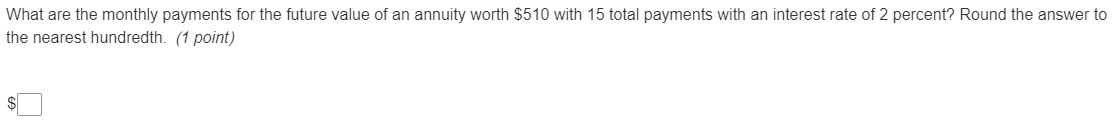 What are the monthly payments for the future value of an annuity worth $510 with 15 total payments with an interest rate of 2 percent? Round the answer to
the nearest hundredth. (1 point)
$